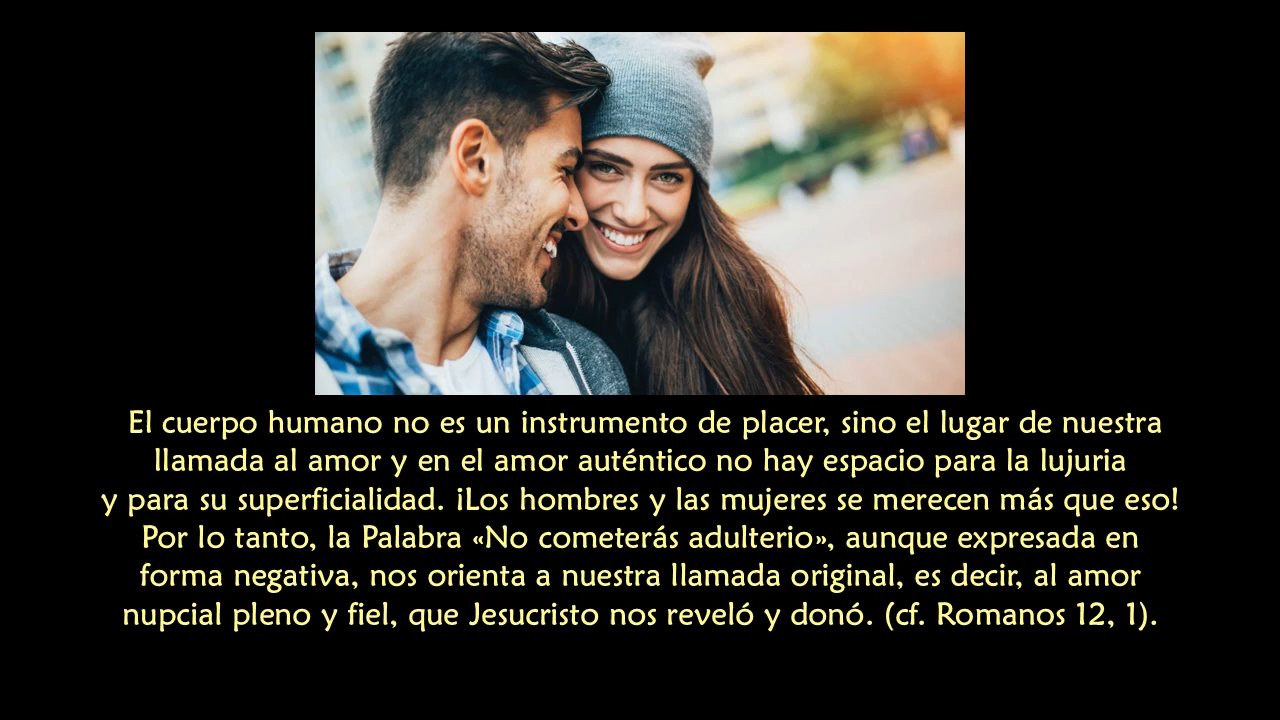 El cuerpo humano no es un instrumento de placer, sino el lugar de nuestra
llamada al amor y en el amor auténtico no hay espacio para la lujuria
y para su superficialidad. ¡Los hombres y las mujeres se merecen más que eso!
Por lo tanto, la Palabra «No cometerás adulterio», aunque expresada en
forma negativa, nos orienta a nuestra llamada original, es decir, al amor
nupcial pleno y fiel, que Jesucristo nos reveló y donó. (cf. Romanos 12, 1).